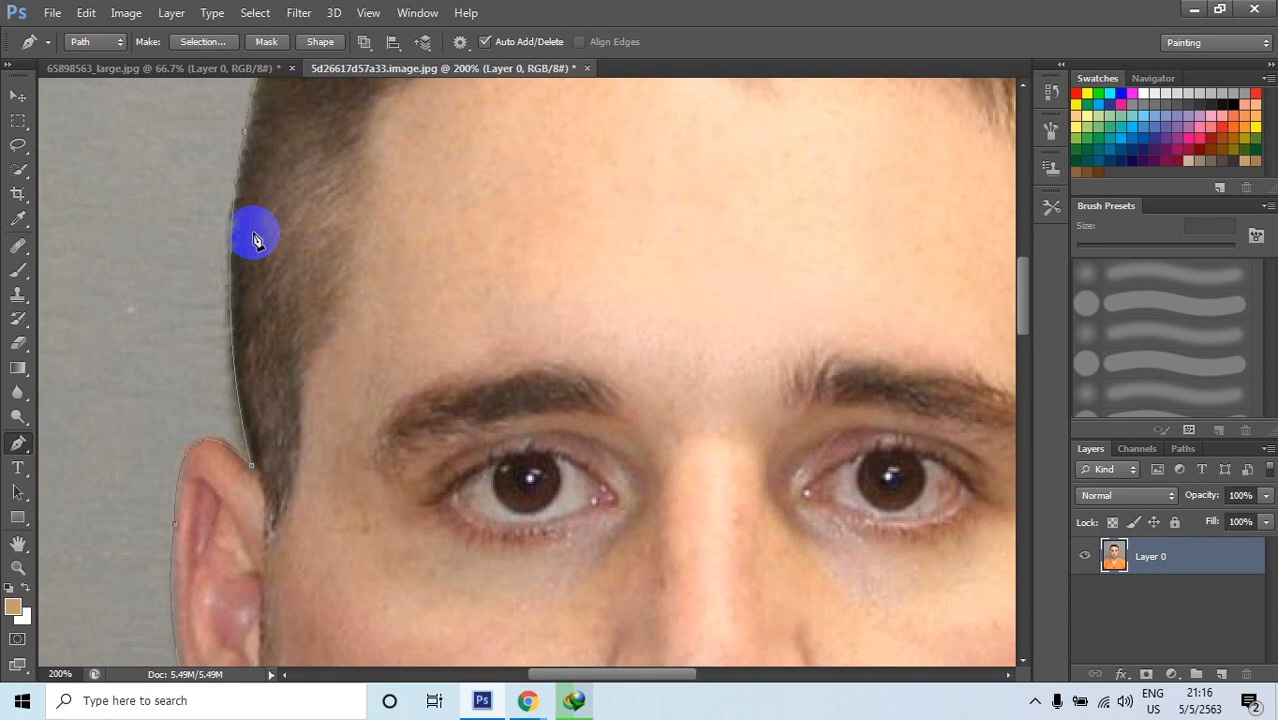 Ps File Edit Image Layer Type Select Filter 3D View Window Help
Path Make: Selection... Mask Shape Auto Add/Delete Align Edges Painting
65898563_large.jpg @ 66.7% (Layer 0, RGB/8#) * × 5d26617d57a33.image.jpg @ 200% (Layer 0, RGB/8#) * ×
Swatches Navigator
Brush Presets
Size:
Layers Channels Paths
Kind
Normal Opacity: 100%
Lock: Fill: 100%
Layer 0
200% Doc: 5.49M/5.49M
Type here to search
Ps
ENG
US
21:16
5/5/2563
2